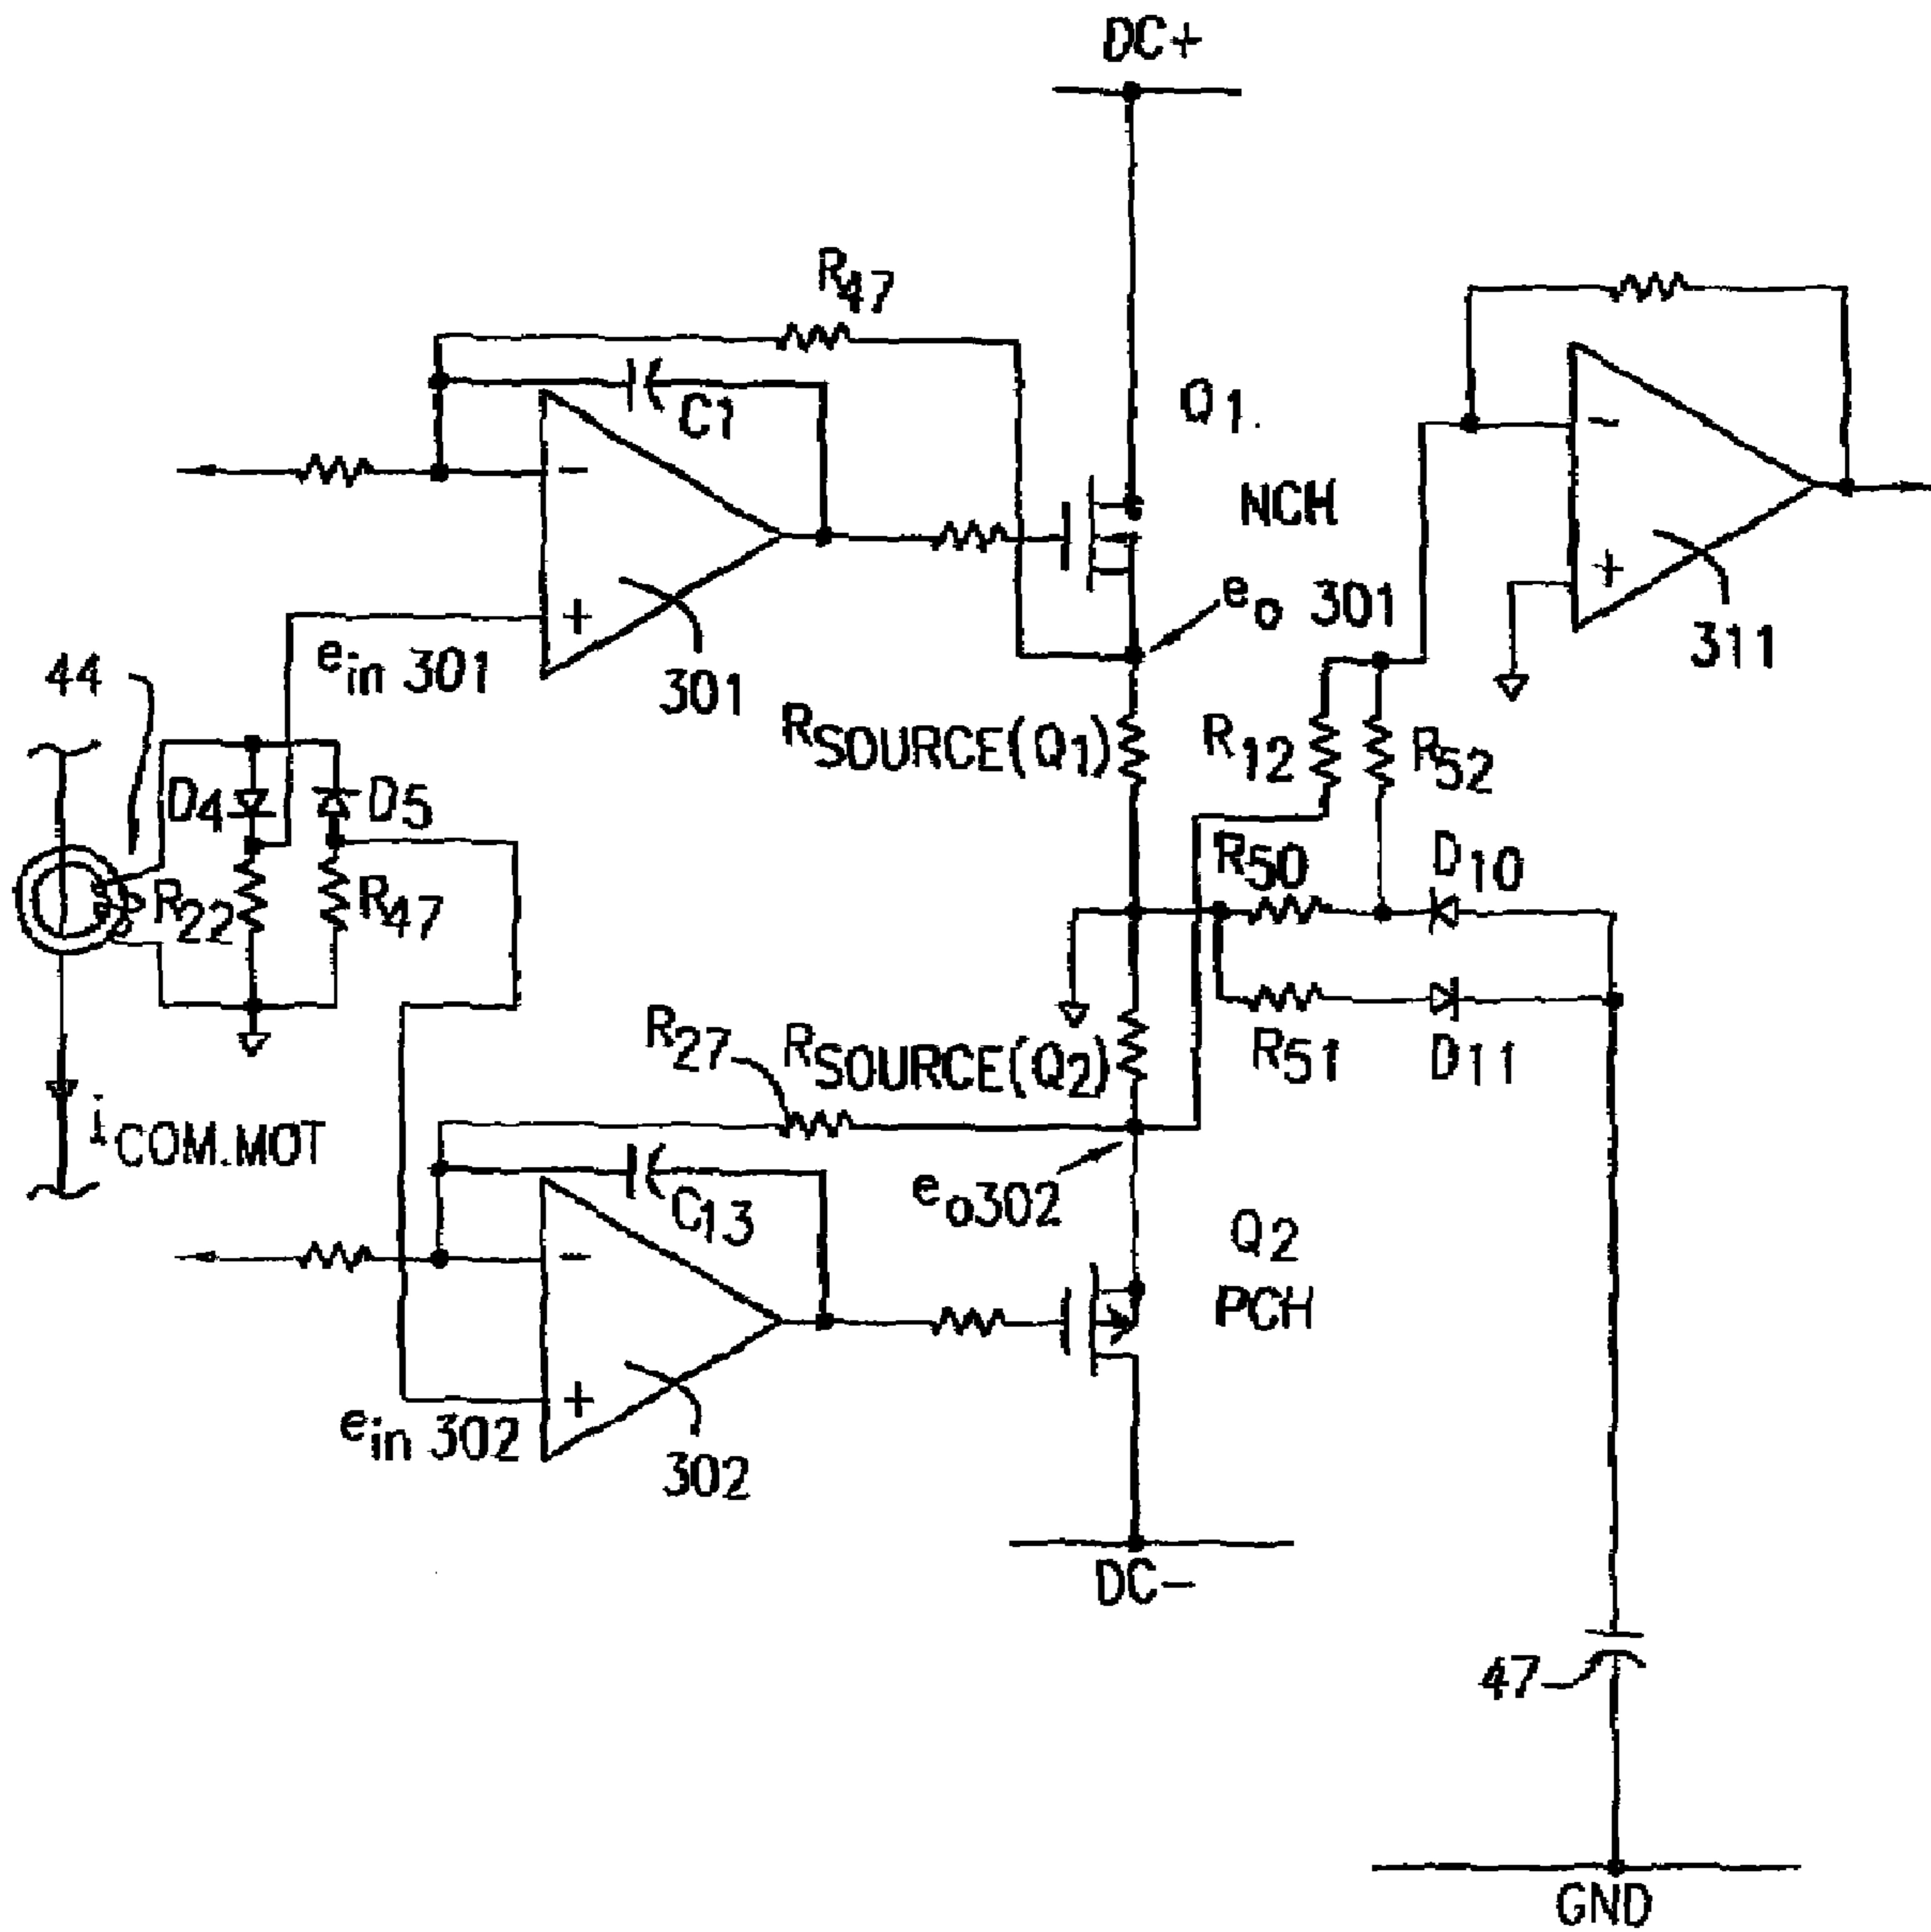 DC+
R47
C1
Q1.
NCH
-
+
ein 301
301
eo 301
-
+
311
44
RSOURCE(Q1)
R12
R52
D4
D5
R22
R47
R50
D10
R51
D11
R27
RSOURCE(Q2)
iCOM.MOT
C13
eo302
Q2
PCH
-
+
ein 302
302
DC-
47
GND